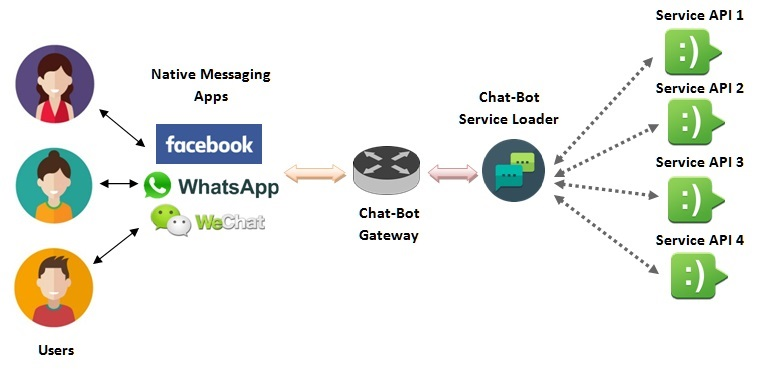 Service API 1
:)
Native Messaging
Apps
Chat-Bot
Service Loader
Service API 2
:)
facebook
WhatsApp
WeChat
Chat-Bot
Gateway
Service API 3
:)
Service API 4
:)
Users